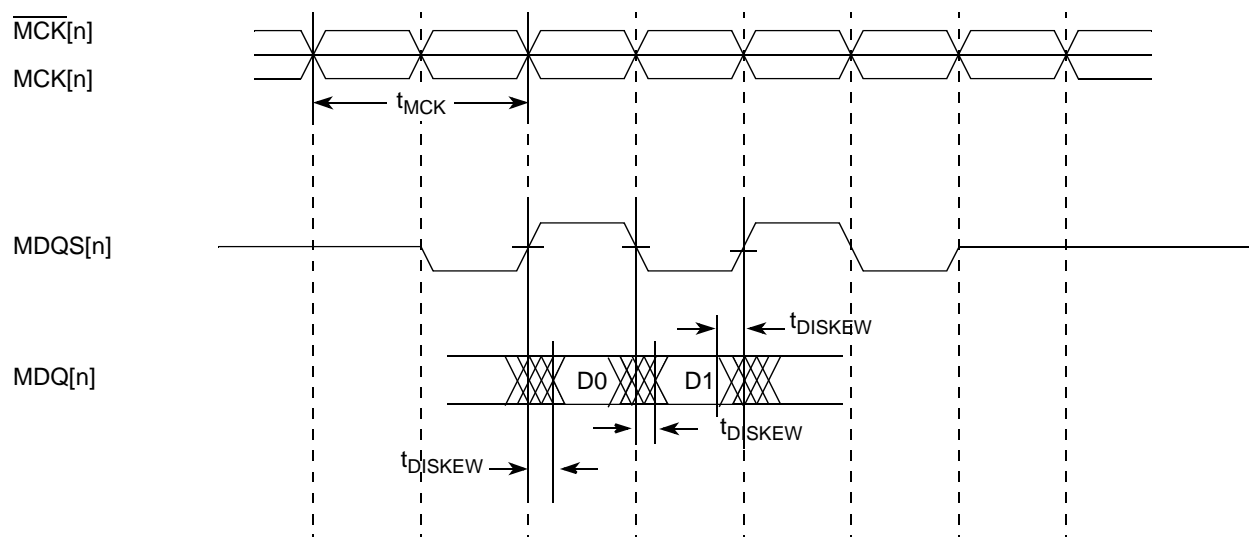 MCK[n]
MCK[n]
tMCK
MDQS[n]
tDISKEW
MDQ[n]
D0
D1
tDISKEW
tDISKEW